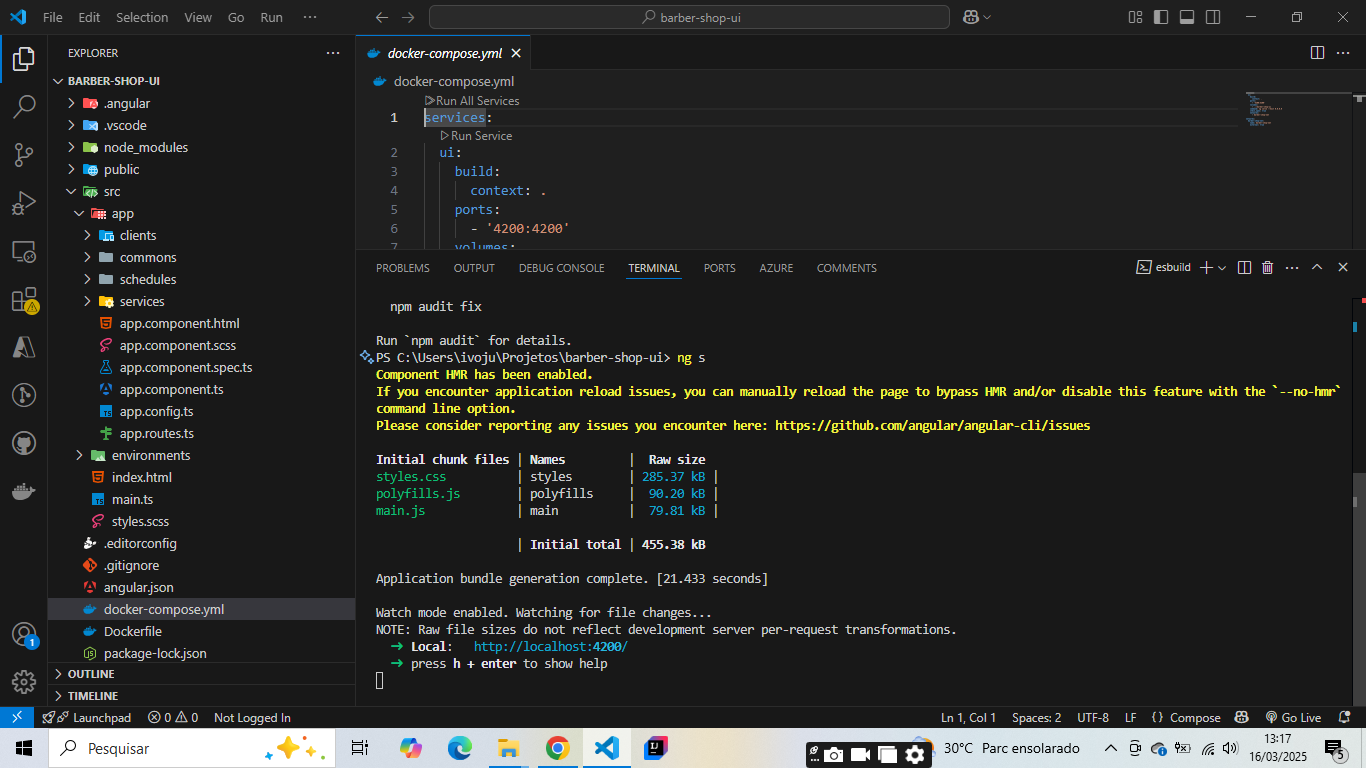 File Edit Selection View Go Run ···
barber-shop-ui
EXPLORER ···
BARBER-SHOP-UI
.angular
.vscode
node_modules
public
src
app
clients
commons
schedules
services
app.component.html
app.component.scss
app.component.spec.ts
app.component.ts
app.config.ts
app.routes.ts
environments
index.html
main.ts
styles.scss
.editorconfig
.gitignore
angular.json
docker-compose.yml
Dockerfile
package-lock.json
OUTLINE
TIMELINE
docker-compose.yml
docker-compose.yml
Run All Services
1 services:
Run Service
2 ui:
3 build:
4 context: .
5 ports:
6 - '4200:4200'
7 volumes:
PROBLEMS OUTPUT DEBUG CONSOLE TERMINAL PORTS AZURE COMMENTS
esbuild
npm audit fix
Run `npm audit` for details.
PS C:\Users\ivoju\Projetos\barber-shop-ui> ng s
Component HMR has been enabled.
If you encounter application reload issues, you can manually reload the page to bypass HMR and/or disable this feature with the `--no-hmr`
command line option.
Please consider reporting any issues you encounter here: https://github.com/angular/angular-cli/issues
Initial chunk files | Names | Raw size
styles.css | styles | 285.37 kB |
polyfills.js | polyfills | 90.20 kB |
main.js | main | 79.81 kB |
| Initial total | 455.38 kB
Application bundle generation complete. [21.433 seconds]
Watch mode enabled. Watching for file changes...
NOTE: Raw file sizes do not reflect development server per-request transformations.
➜ Local: http://localhost:4200/
➜ press h + enter to show help
1
Launchpad 0 0 Not Logged In
Ln 1, Col 1 Spaces: 2 UTF-8 LF {} Compose Go Live
Pesquisar
30°C Parc ensolarado
13:17
16/03/2025
5